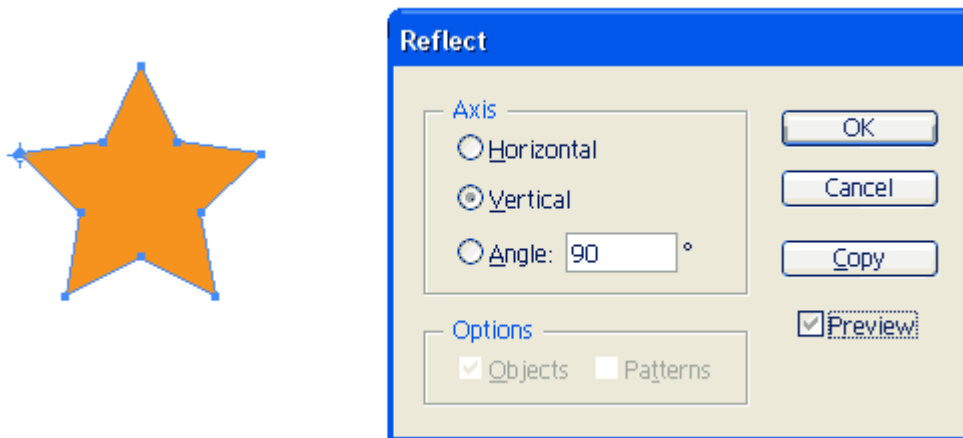 Reflect
Axis
Horizontal
Vertical
Angle: 90 °
Options
Objects Patterns
OK
Cancel
Copy
Preview